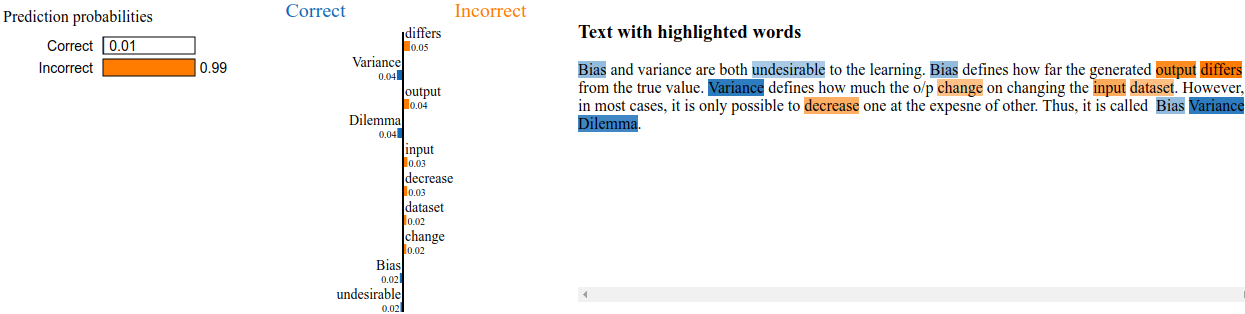 Prediction probabilities
Correct 0.01
Incorrect 0.99
Correct Incorrect
differs
0.05
Variance
0.04
output
0.04
Dilemma
0.04
input
0.03
decrease
0.03
dataset
0.02
change
0.02
Bias
0.02
undesirable
0.02
Text with highlighted words
Bias and variance are both undesirable to the learning. Bias defines how far the generated output differs
from the true value. Variance defines how much the o/p change on changing the input dataset. However,
in most cases, it is only possible to decrease one at the expesne of other. Thus, it is called Bias Variance
Dilemma.